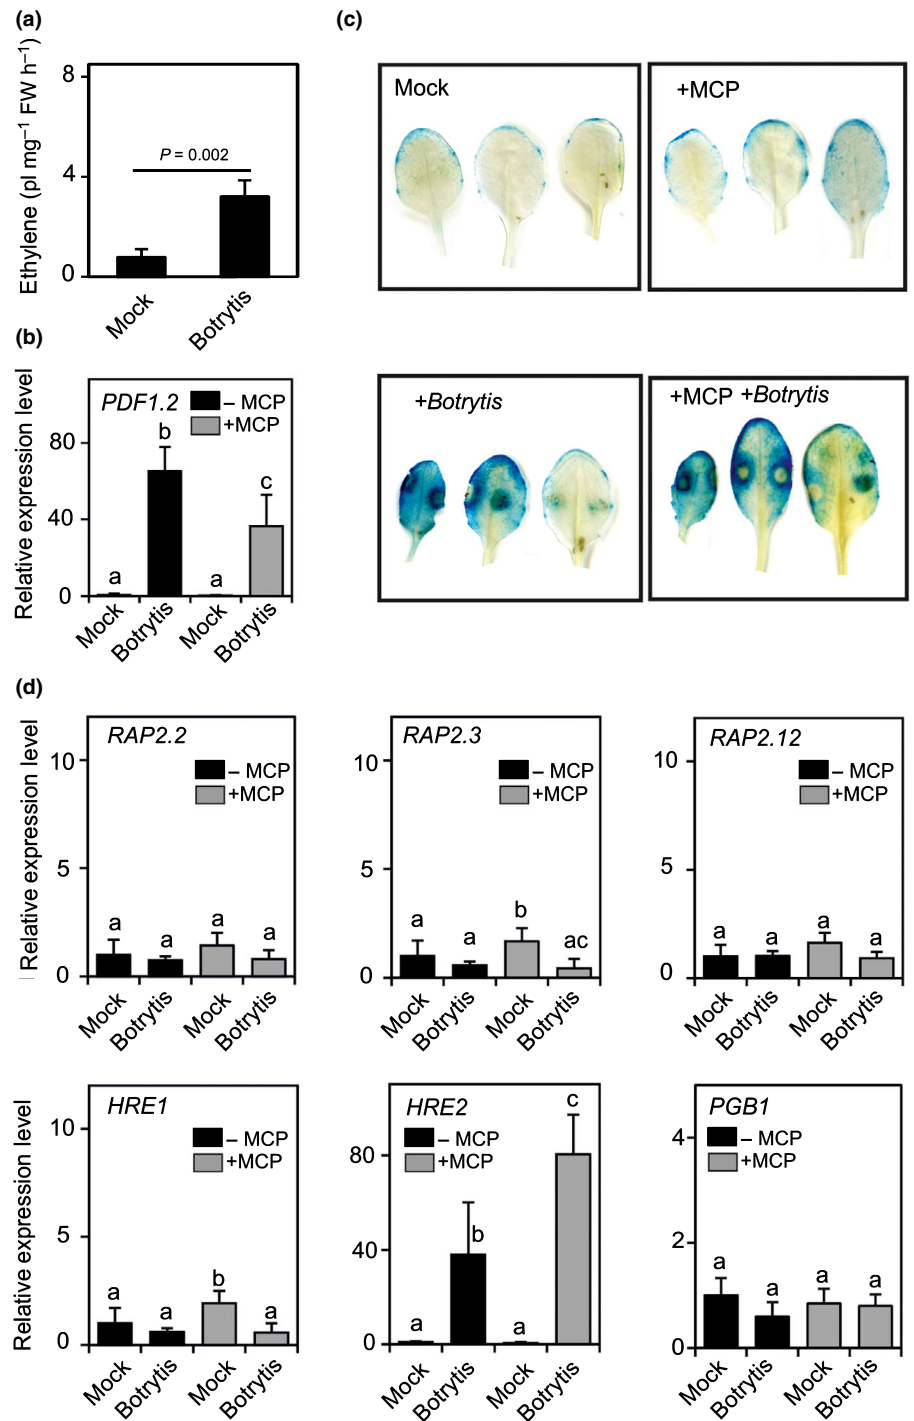 (a)
Ethylene (pl mg–1 FW h–1)
8
4
0
P = 0.002
Mock
Botrytis
(b)
Relative expression level
PDF1.2
– MCP
+MCP
80
40
0
a
b
a
c
Mock
Botrytis
Mock
Botrytis
(c)
Mock
+MCP
+Botrytis
+MCP +Botrytis
(d)
Relative expression level
RAP2.2
– MCP
+MCP
10
5
0
a
a
a
a
Mock
Botrytis
Mock
Botrytis
RAP2.3
– MCP
+MCP
10
5
0
a
a
b
ac
Mock
Botrytis
Mock
Botrytis
RAP2.12
– MCP
+MCP
10
5
0
a
a
a
a
Mock
Botrytis
Mock
Botrytis
Relative expression level
HRE1
– MCP
+MCP
10
5
0
a
a
b
a
Mock
Botrytis
Mock
Botrytis
HRE2
– MCP
+MCP
80
40
0
a
b
a
c
Mock
Botrytis
Mock
Botrytis
PGB1
– MCP
+MCP
4
2
0
a
a
a
a
Mock
Botrytis
Mock
Botrytis